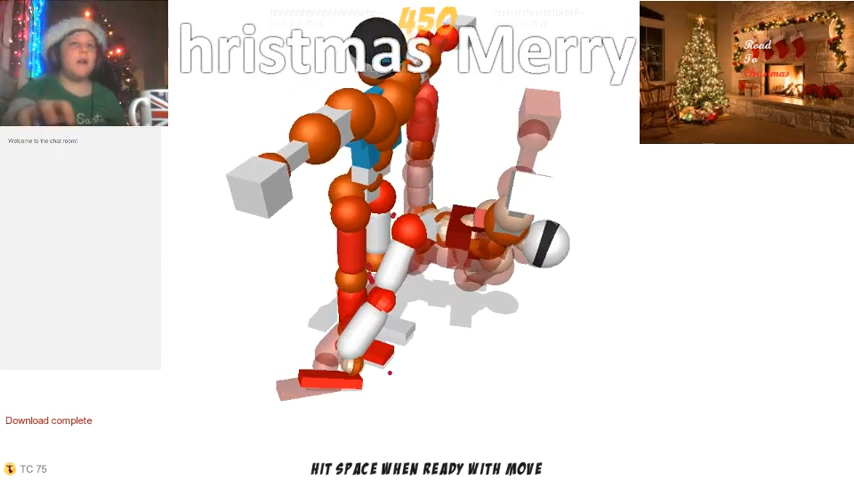 450
hristmas Merry
Road
To
Christmas
Santa
Welcome to the chat room!
Download complete
TC 75
HIT SPACE WHEN READY WITH MOVE